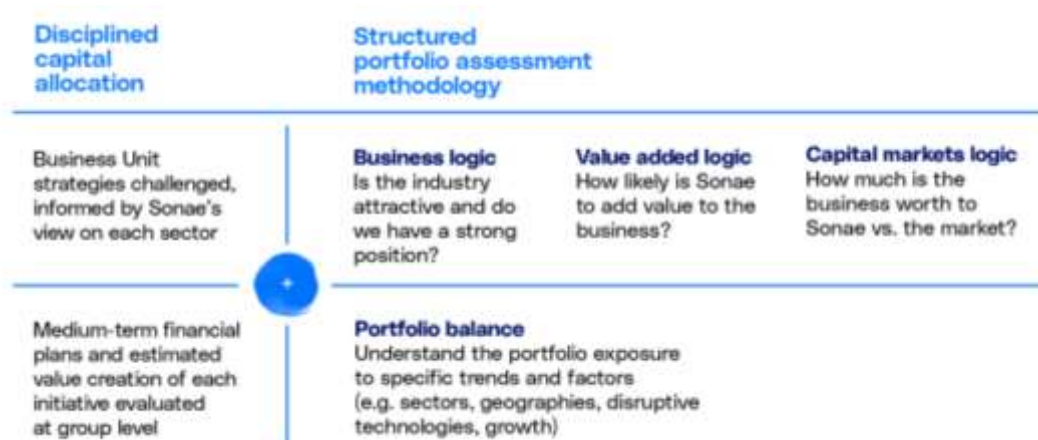 Disciplined
capital
allocation
Structured
portfolio assessment
methodology
Business Unit
strategies challenged,
informed by Sonae's
view on each sector
Business logic
Is the industry
attractive and do
we have a strong
position?
Value added logic
How likely is Sonae
to add value to the
business?
Capital markets logic
How much is the
business worth to
Sonae vs. the market?
+
Medium-term financial
plans and estimated
value creation of each
initiative evaluated
at group level
Portfolio balance
Understand the portfolio exposure
to specific trends and factors
(e.g. sectors, geographies, disruptive
technologies, growth)